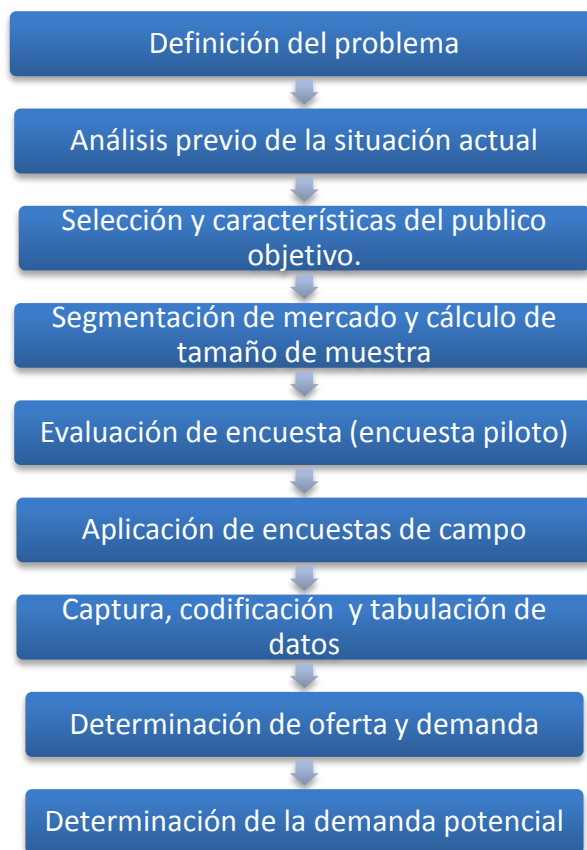 Definición del problema
Análisis previo de la situación actual
Selección y características del publico
objetivo.
Segmentación de mercado y cálculo de
tamaño de muestra
Evaluación de encuesta (encuesta piloto)
Aplicación de encuestas de campo
Captura, codificación  y tabulación de
datos
Determinación de oferta y demanda
Determinación de la demanda potencial